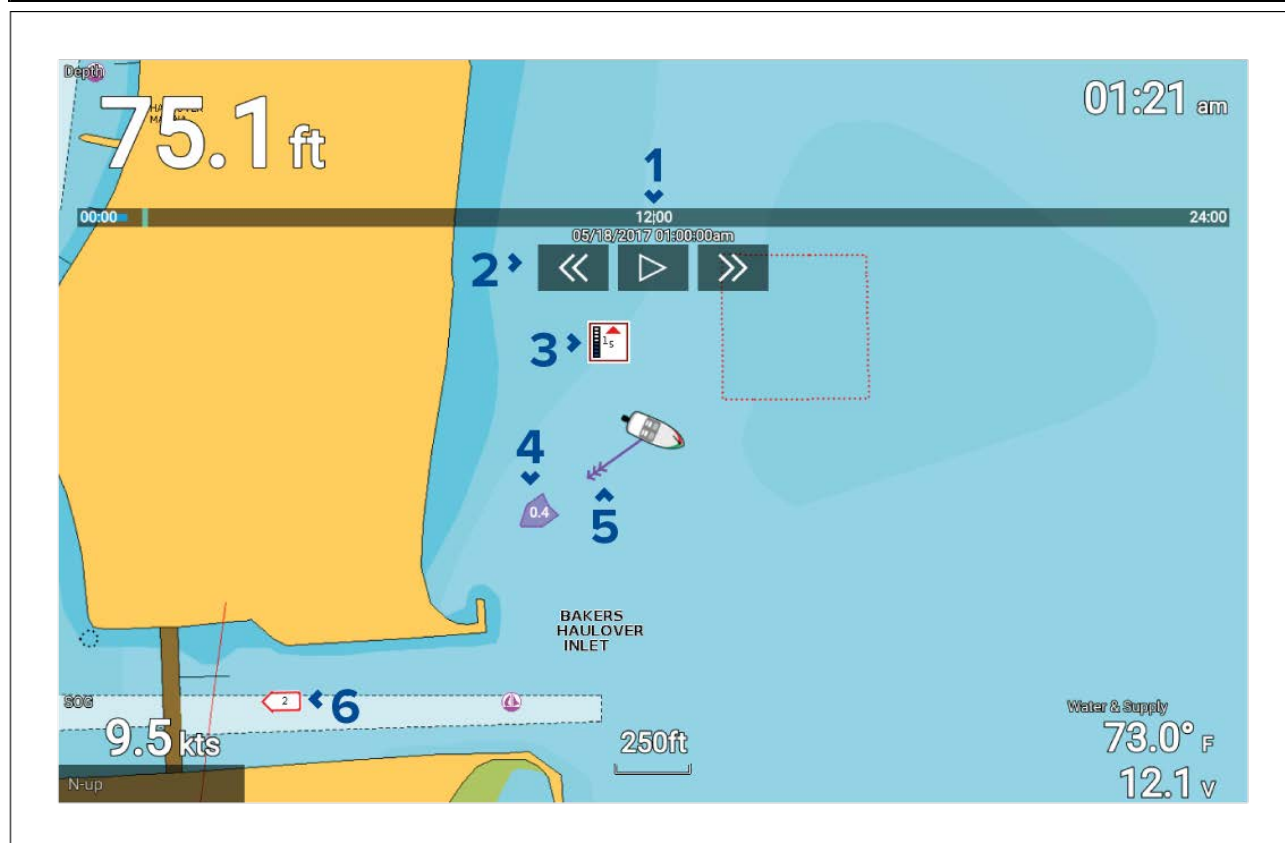 Depth
75.1 ft
01:21 am
1
00:00 12:00 24:00
05/18/2017 01:00:00am
2
3
1s
4
0.4
5
BAKERS
HAULOVER
INLET
2
6
SOG
9.5 kts
N-up
250ft
Water & Supply
73.0° F
12.1 V